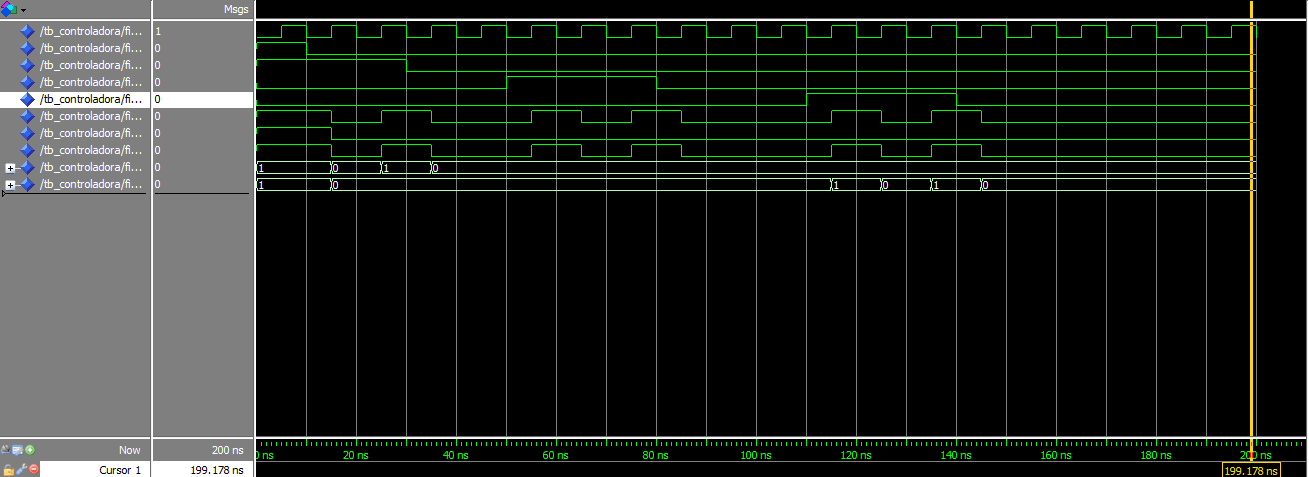 Msgs
/tb_controladora/fi... 1
/tb_controladora/fi... 0
/tb_controladora/fi... 0
/tb_controladora/fi... 0
/tb_controladora/fi... 0
/tb_controladora/fi... 0
/tb_controladora/fi... 0
/tb_controladora/fi... 0
/tb_controladora/fi... 0 1 0 1 0
/tb_controladora/fi... 0 1 0 1 0 1 0
Now 200 ns 0 ns 20 ns 40 ns 60 ns 80 ns 100 ns 120 ns 140 ns 160 ns 180 ns 200 ns
Cursor 1 199.178 ns 199.178 ns